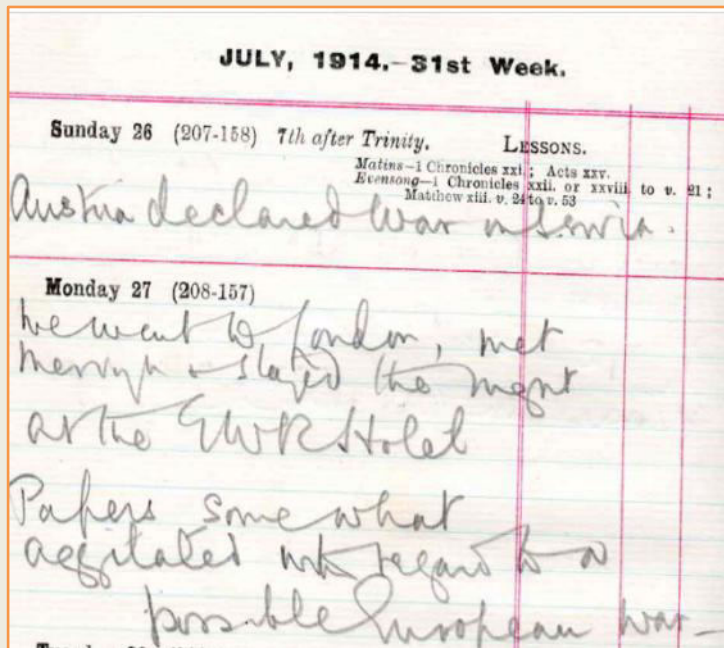 JULY, 1914.—31st Week.
Sunday 26 (207-158) 7th after Trinity. LESSONS.
Matins—1 Chronicles xxi.; Acts xxv.
Evensong—1 Chronicles xxii. or xxviii. to v. 21;
Matthew xiii. v. 24 to v. 53
Austria declared War on Servia.
Monday 27 (208-157)
We went to London, met
& stayed the night
at the GWR Hotel
Papers somewhat
aggitated with regard to a
possible European war—